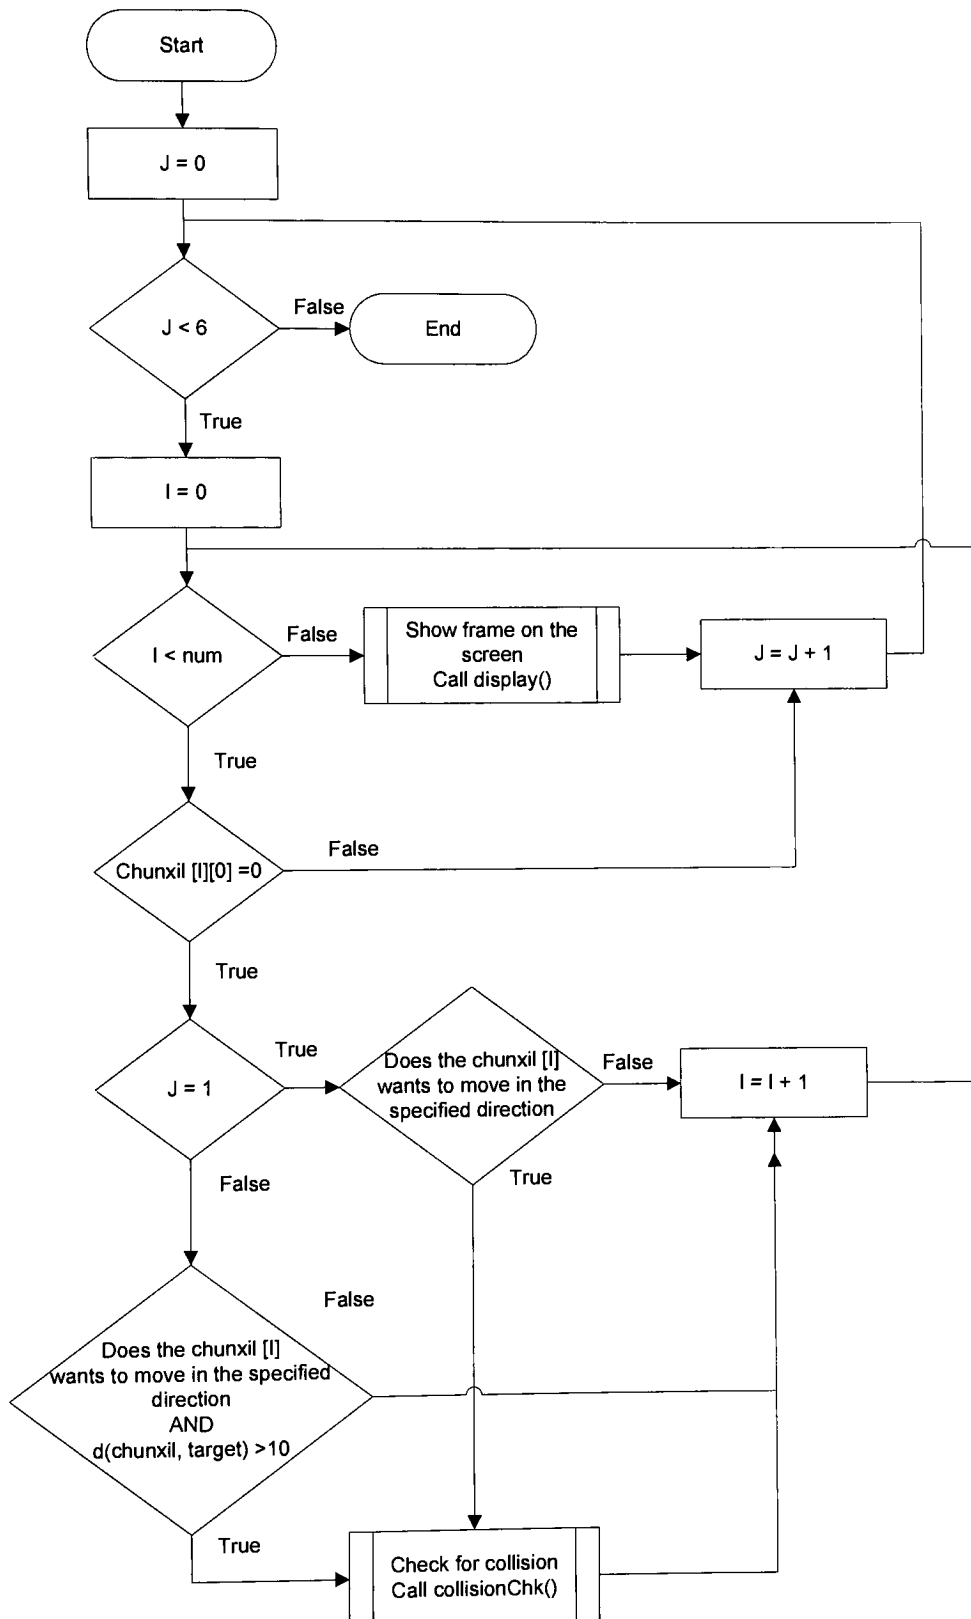 Start
J = 0
J < 6
False
End
True
I = 0
I < num
False
Show frame on the
screen
Call display()
J = J + 1
True
Chunxil [I][0] =0
False
True
J = 1
True
Does the chunxil [I]
wants to move in the
specified direction
False
I = I + 1
False
True
Does the chunxil [I]
wants to move in the specified
direction
AND
d(chunxil, target) >10
False
True
Check for collision
Call collisionChk()